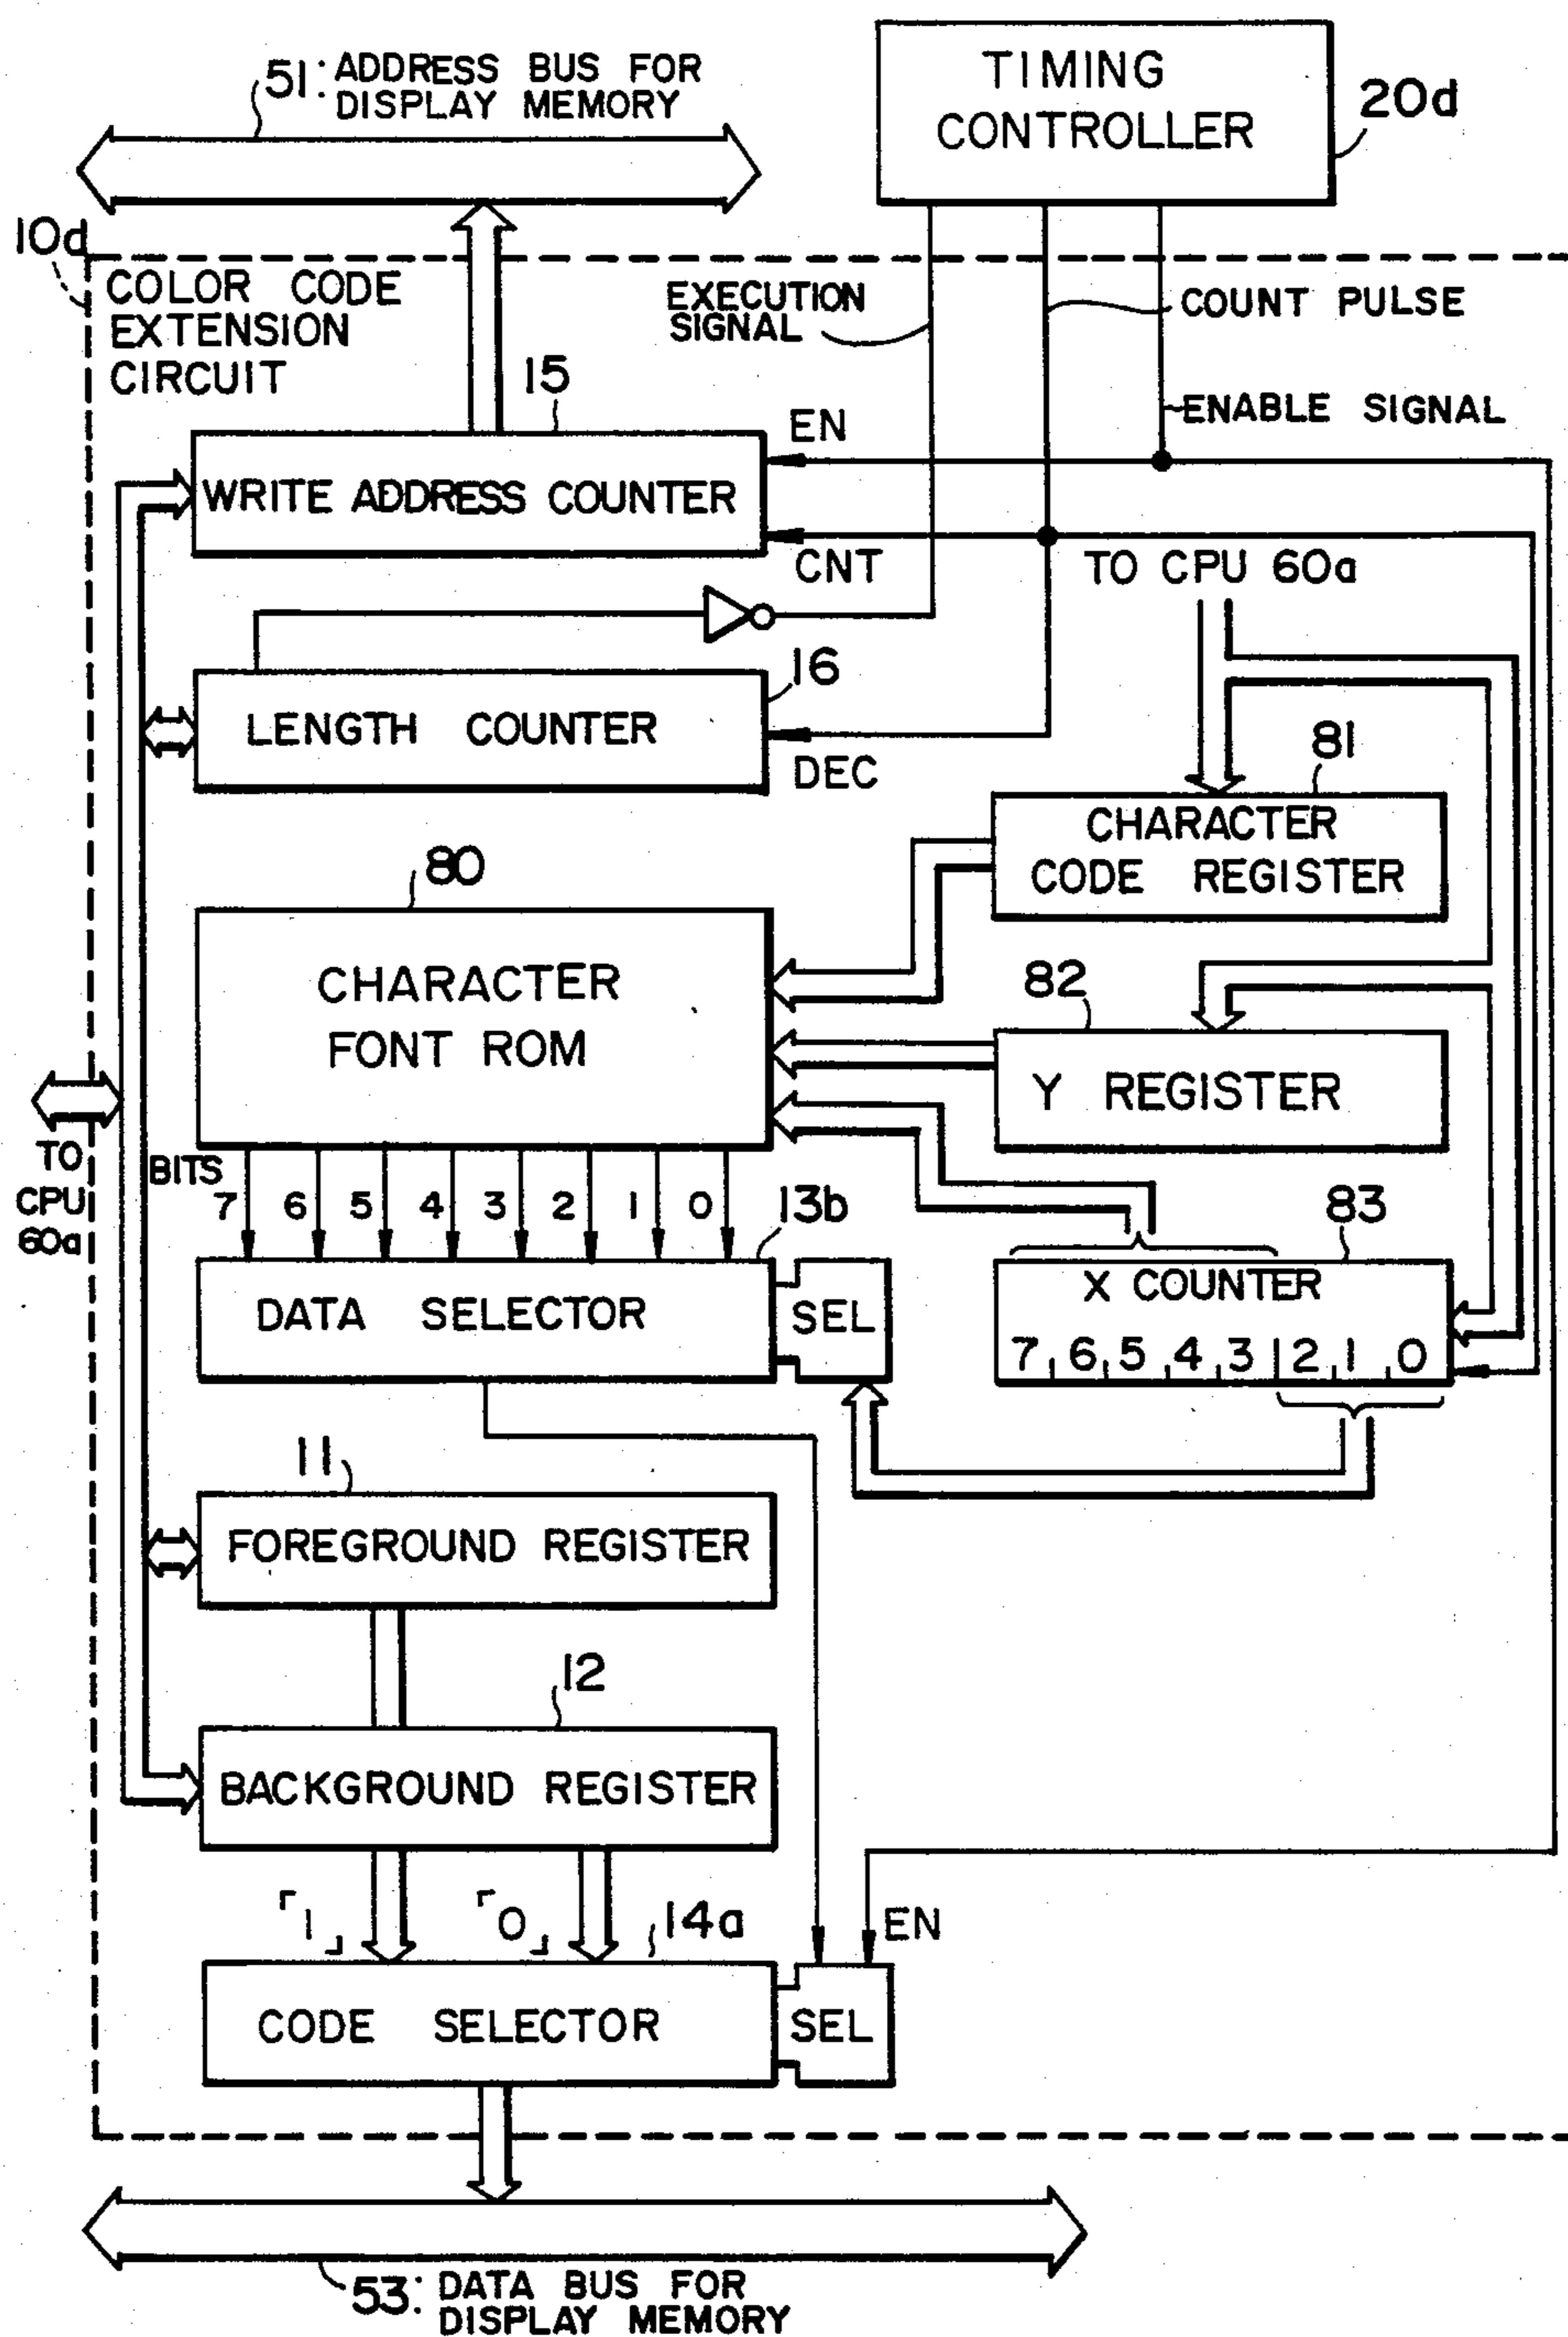 51: ADDRESS BUS FOR
DISPLAY MEMORY
TIMING
CONTROLLER
20d
10d
COLOR CODE
EXTENSION
CIRCUIT
EXECUTION
SIGNAL
COUNT PULSE
ENABLE SIGNAL
15
EN
WRITE ADDRESS COUNTER
CNT
TO CPU 60a
16
LENGTH COUNTER
DEC
81
CHARACTER
CODE REGISTER
80
CHARACTER
FONT ROM
82
Y REGISTER
TO
CPU
60a
BITS
7 6 5 4 3 2 1 0
13b
83
DATA SELECTOR
SEL
X COUNTER
7 6 5 4 3 2 1 0
11
FOREGROUND REGISTER
12
BACKGROUND REGISTER
「1」
「0」
14a
EN
CODE SELECTOR
SEL
53: DATA BUS FOR
DISPLAY MEMORY